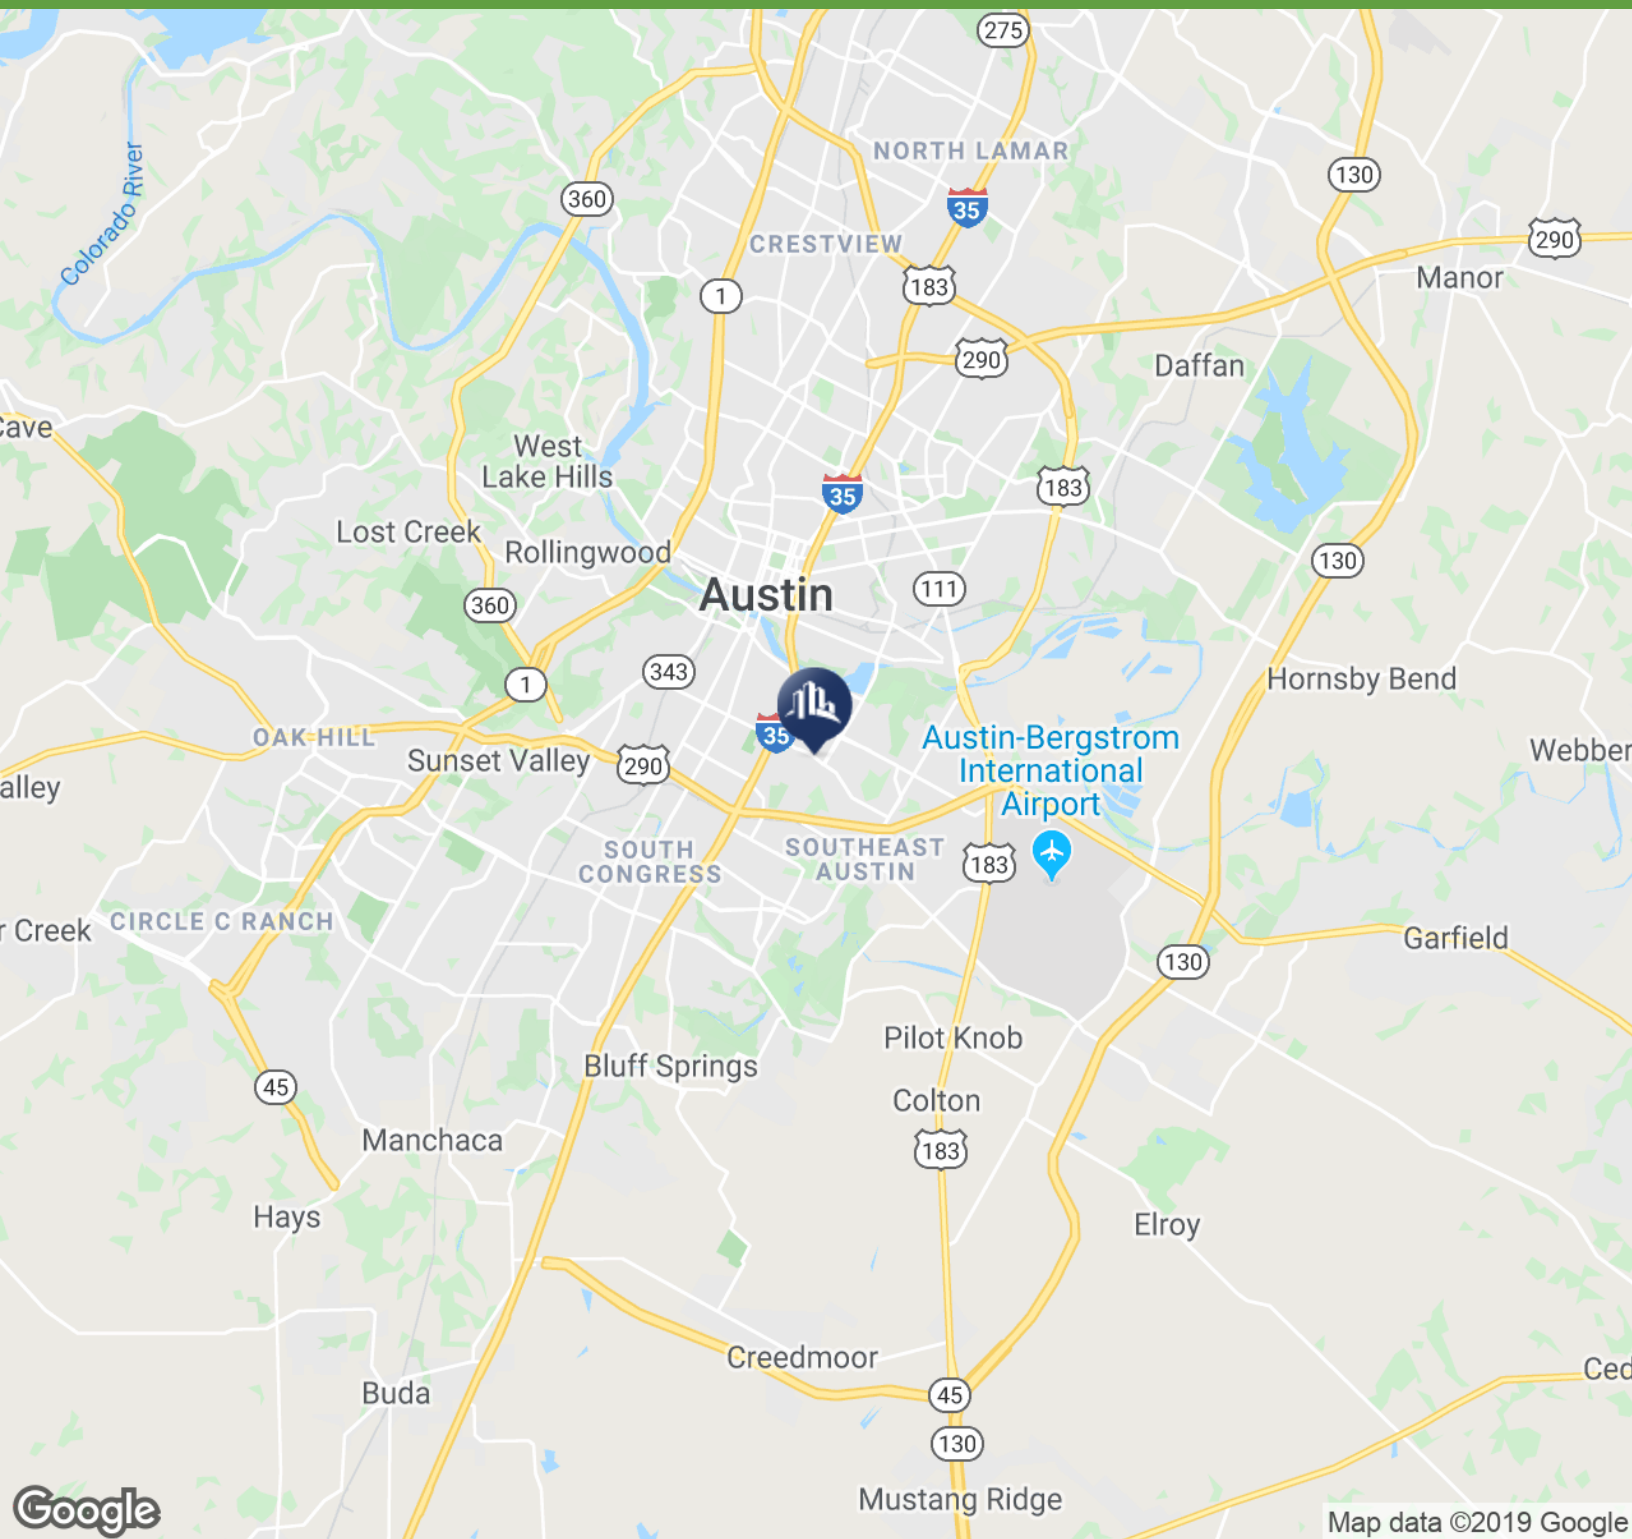 275
NORTH LAMAR
130
Colorado River
360
35
CRESTVIEW
290
Manor
183
1
290
Daffan
Cave
West
Lake Hills
183
35
Lost Creek
Rollingwood
130
Austin
111
360
343
1
Hornsby Bend
OAK HILL
35
Austin-Bergstrom
International
Airport
Sunset Valley
290
Webber
alley
SOUTH
CONGRESS
SOUTHEAST
AUSTIN
183
CIRCLE C RANCH
r Creek
Garfield
130
Pilot Knob
Bluff Springs
45
Colton
Manchaca
183
Hays
Elroy
Creedmoor
Ced
Buda
45
130
Mustang Ridge
Google
Map data ©2019 Google